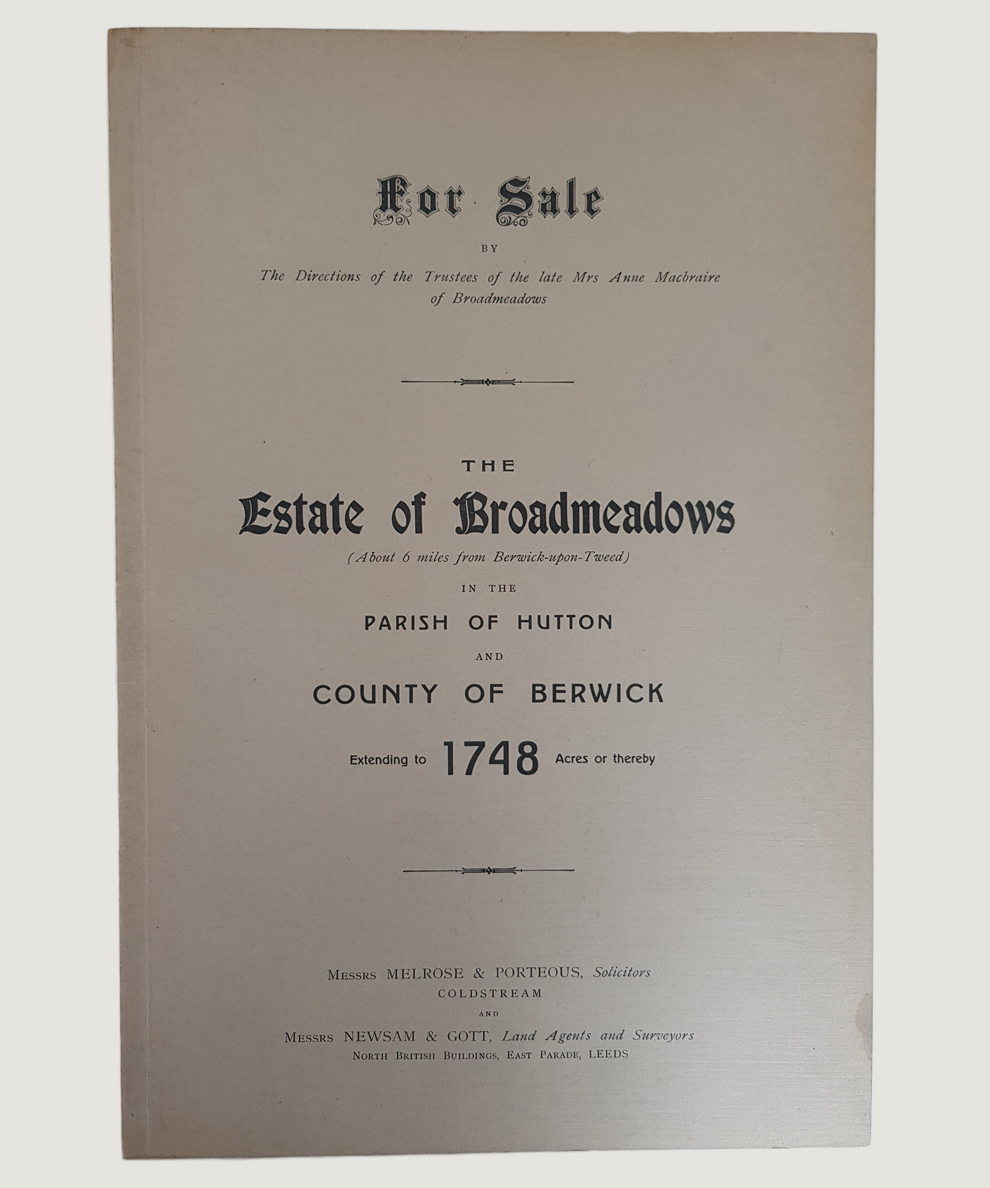 For Sale
BY
The Directions of the Trustees of the late Mrs Anne Macbraire
of Broadmeadows
THE
Estate of Broadmeadows
(About 6 miles from Berwick-upon-Tweed)
IN THE
PARISH OF HUTTON
AND
COUNTY OF BERWICK
Extending to 1748 Acres or thereby
MESSRS MELROSE & PORTEOUS, Solicitors
COLDSTREAM
AND
MESSRS NEWSAM & GOTT, Land Agents and Surveyors
NORTH BRITISH BUILDINGS, EAST PARADE, LEEDS